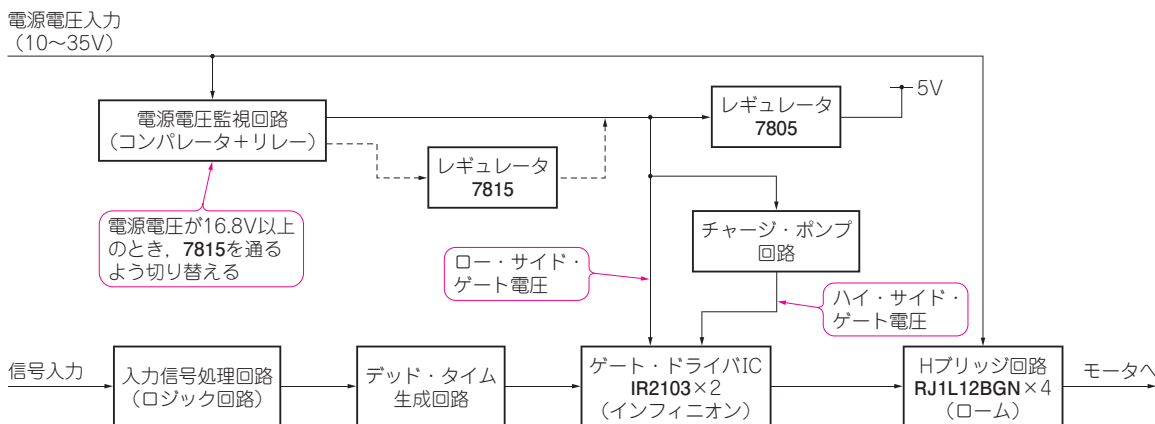 電源電圧入力
（10～35V）
電源電圧監視回路
（コンパレータ＋リレー）
レギュレータ
7805
5V
レギュレータ
7815
電源電圧が16.8V以上
のとき，7815を通る
よう切り替える
チャージ・ポンプ
回路
ロー・サイド・
ゲート電圧
ハイ・サイド・
ゲート電圧
信号入力
入力信号処理回路
（ロジック回路）
デッド・タイム
生成回路
ゲート・ドライバIC
IR2103×2
（インフィニオン）
Hブリッジ回路
RJ1L12BGN×4
（ローム）
モータへ